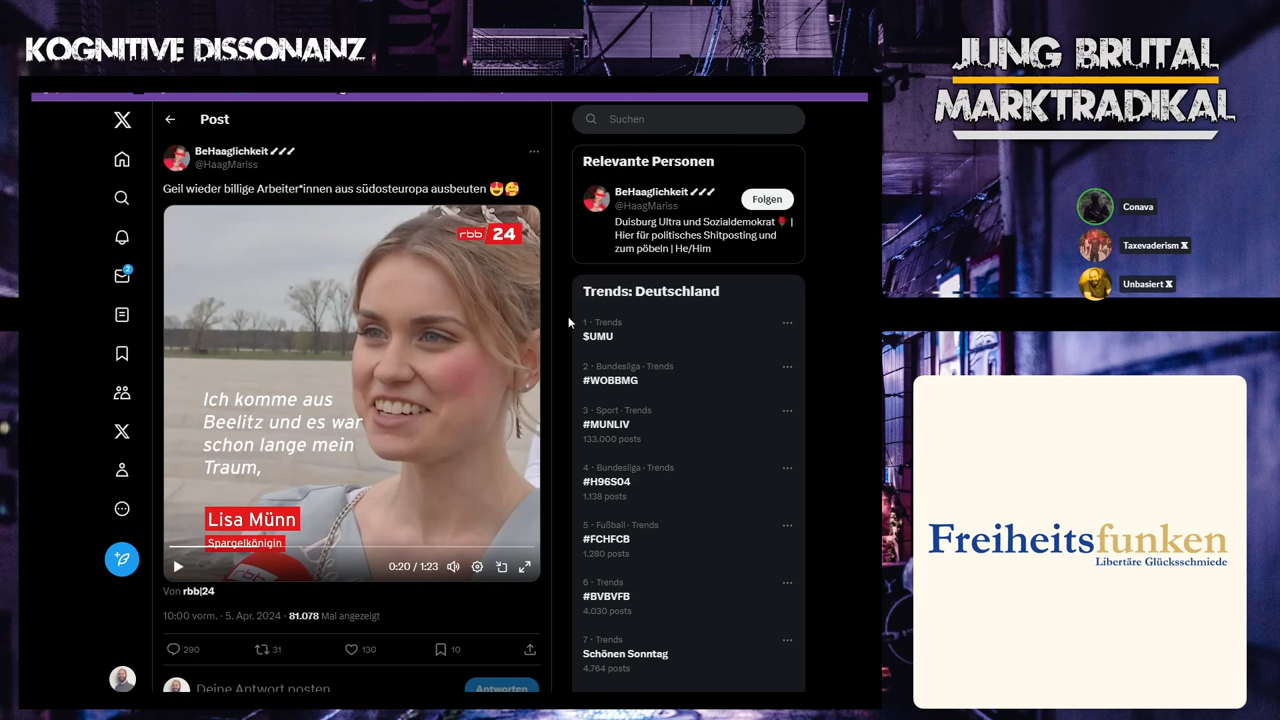 KOGNITIVE DISSONANZ
JUNG BRUTAL
MARKTRADIKAL
Post
BeHaaglichkeit
@HaagMariss
Geil wieder billige Arbeiter*innen aus südosteuropa ausbeuten 😍🥰
rbb 24
Ich komme aus
Beelitz und es war
schon lange mein
Traum,
Lisa Münn
Spargelkönigin
0:20 / 1:23
Von rbb|24
10:00 vorm. · 5. Apr. 2024 · 81.078 Mal angezeigt
290 31 130 10
Deine Antwort posten
Antworten
2
Suchen
Relevante Personen
BeHaaglichkeit
@HaagMariss
Folgen
Duisburg Ultra und Sozialdemokrat🌹 |
Hier für politisches Shitposting und
zum pöbeln | He/Him
Trends: Deutschland
1 · Trends
$UMU
2 · Bundesliga · Trends
#WOBBMG
3 · Sport · Trends
#MUNLIV
133.000 posts
4 · Bundesliga · Trends
#H96S04
1.138 posts
5 · Fußball · Trends
#FCHFCB
1.280 posts
6 · Trends
#BVBVFB
4.030 posts
7 · Trends
Schönen Sonntag
4.764 posts
Conava
Taxevaderism X
Unbasiert X
Freiheitsfunken
Libertäre Glücksschmiede